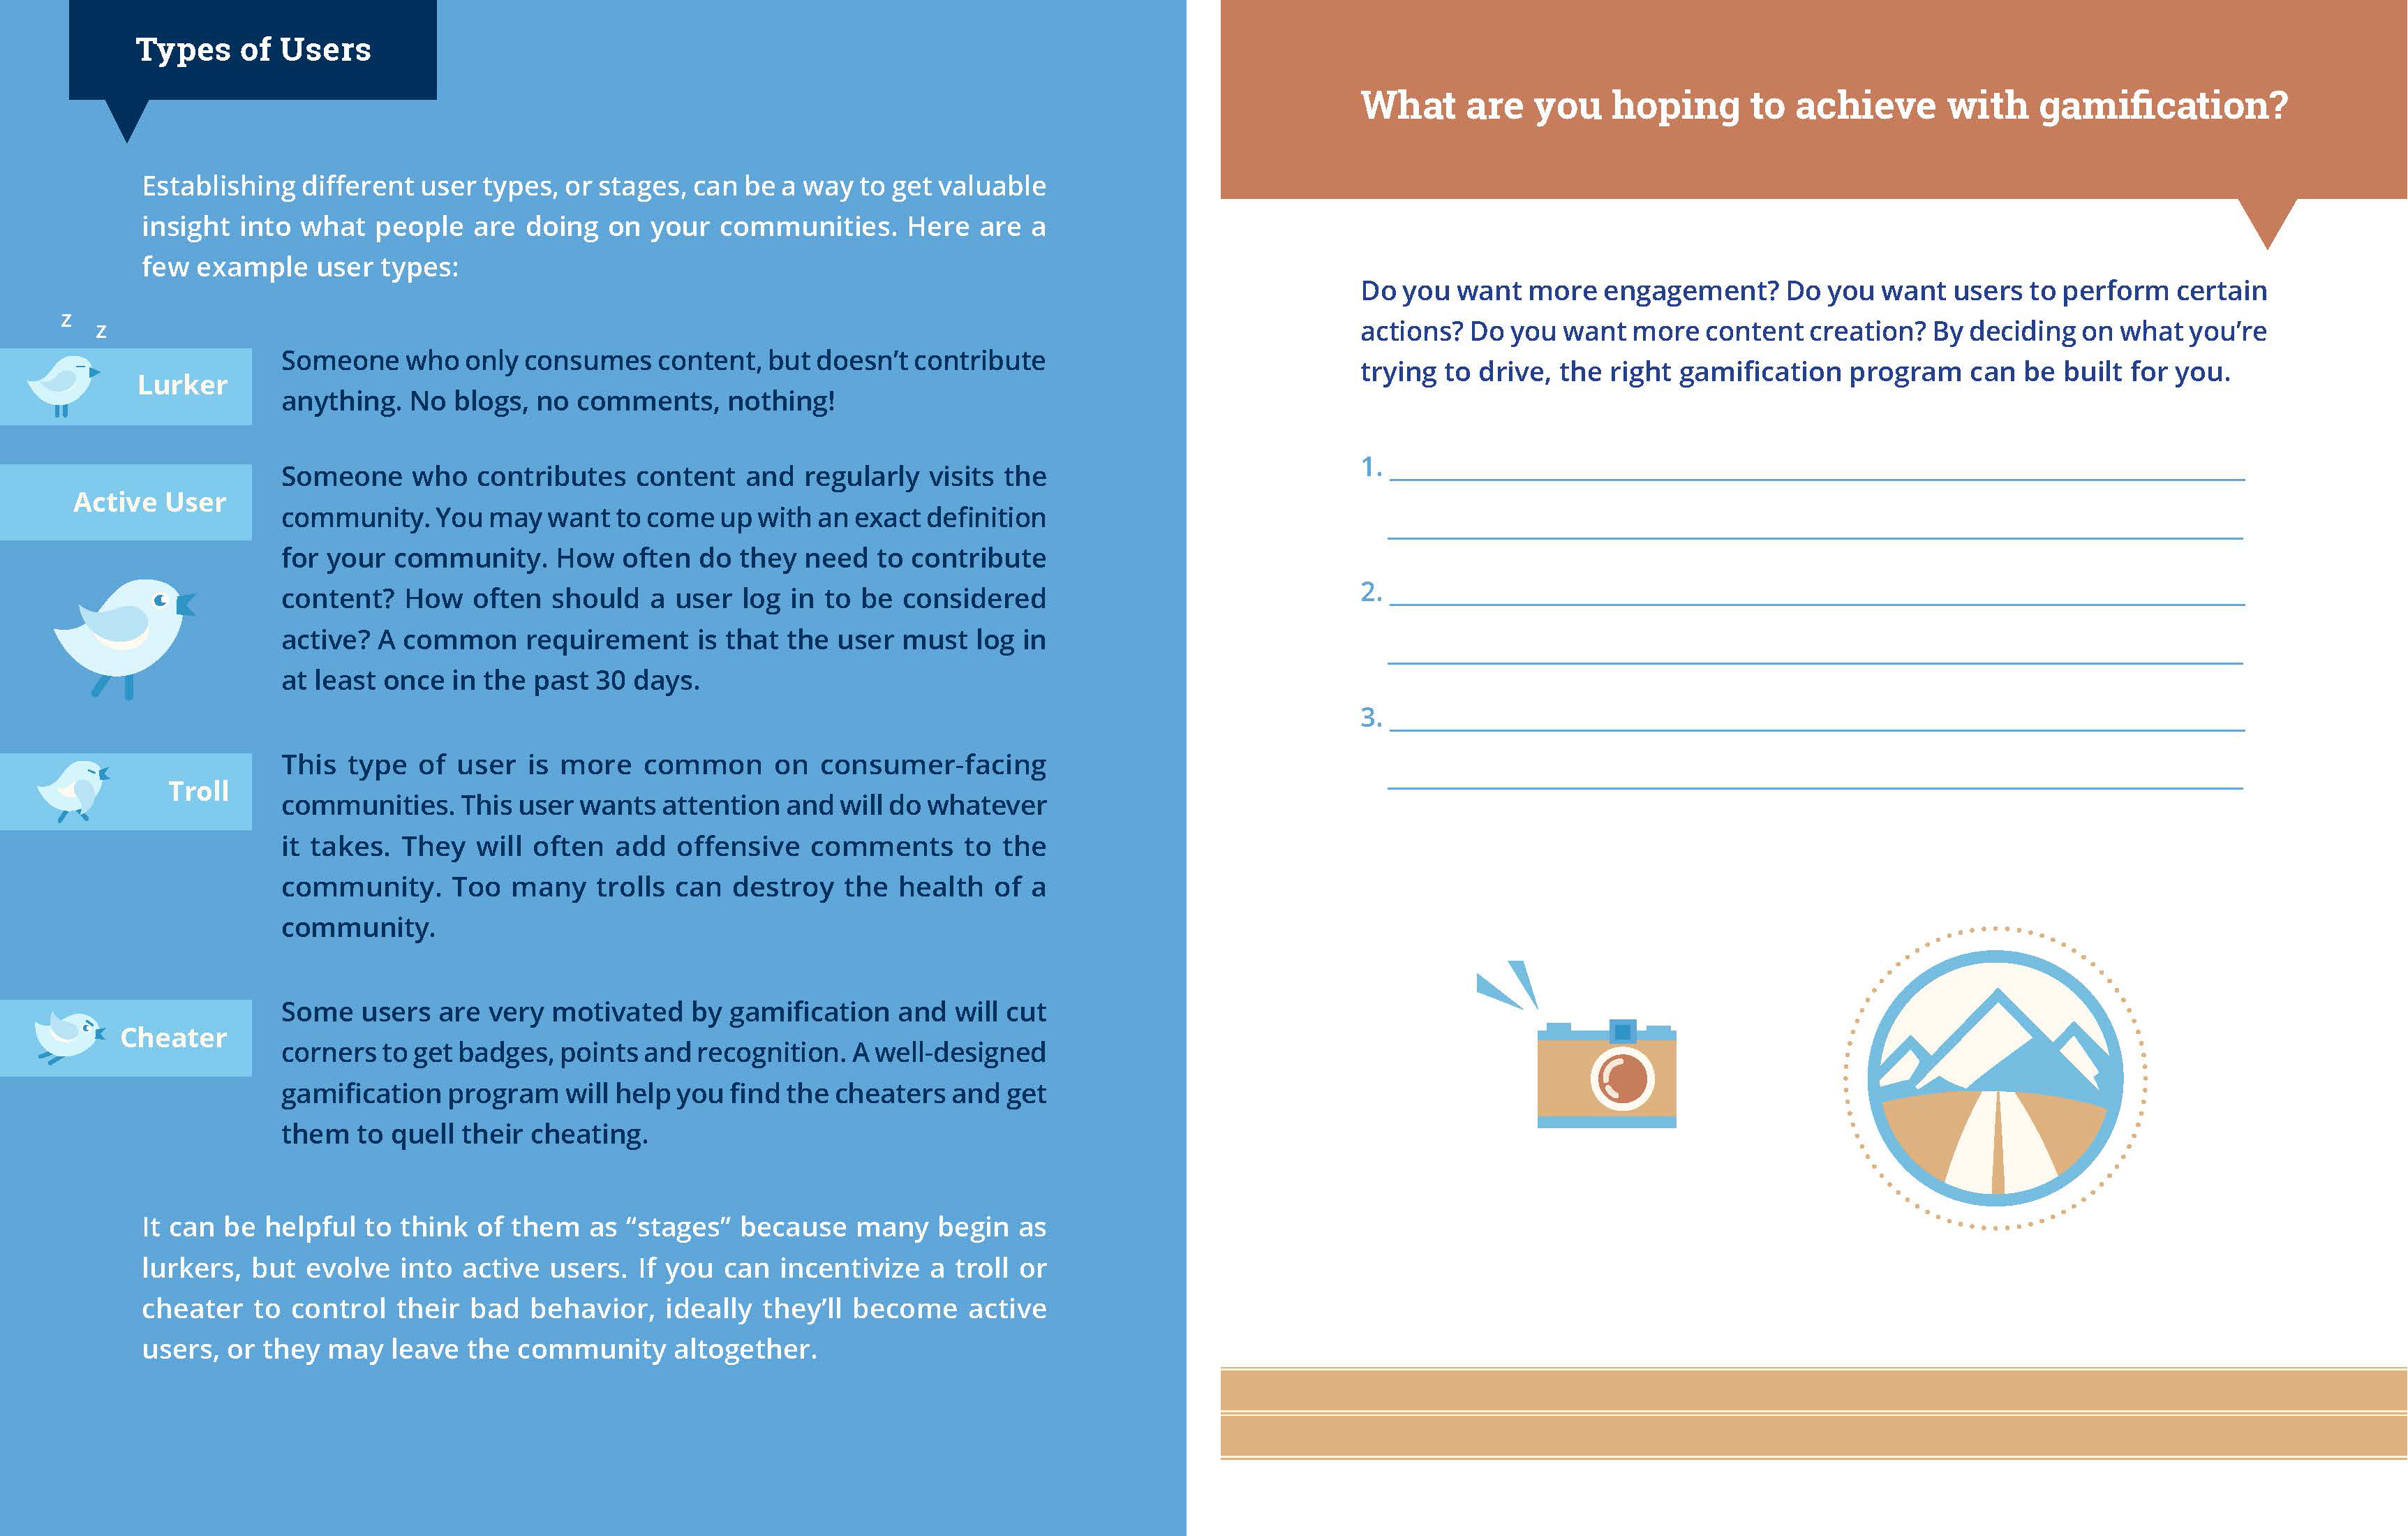 Types of Users
Establishing different user types, or stages, can be a way to get valuable
insight into what people are doing on your communities. Here are a
few example user types:
z z
Lurker
Someone who only consumes content, but doesn’t contribute
anything. No blogs, no comments, nothing!
Active User
Someone who contributes content and regularly visits the
community. You may want to come up with an exact definition
for your community. How often do they need to contribute
content? How often should a user log in to be considered
active? A common requirement is that the user must log in
at least once in the past 30 days.
Troll
This type of user is more common on consumer-facing
communities. This user wants attention and will do whatever
it takes. They will often add offensive comments to the
community. Too many trolls can destroy the health of a
community.
Cheater
Some users are very motivated by gamification and will cut
corners to get badges, points and recognition. A well-designed
gamification program will help you find the cheaters and get
them to quell their cheating.
It can be helpful to think of them as “stages” because many begin as
lurkers, but evolve into active users. If you can incentivize a troll or
cheater to control their bad behavior, ideally they’ll become active
users, or they may leave the community altogether.
What are you hoping to achieve with gamification?
Do you want more engagement? Do you want users to perform certain
actions? Do you want more content creation? By deciding on what you’re
trying to drive, the right gamification program can be built for you.
1.
2.
3.